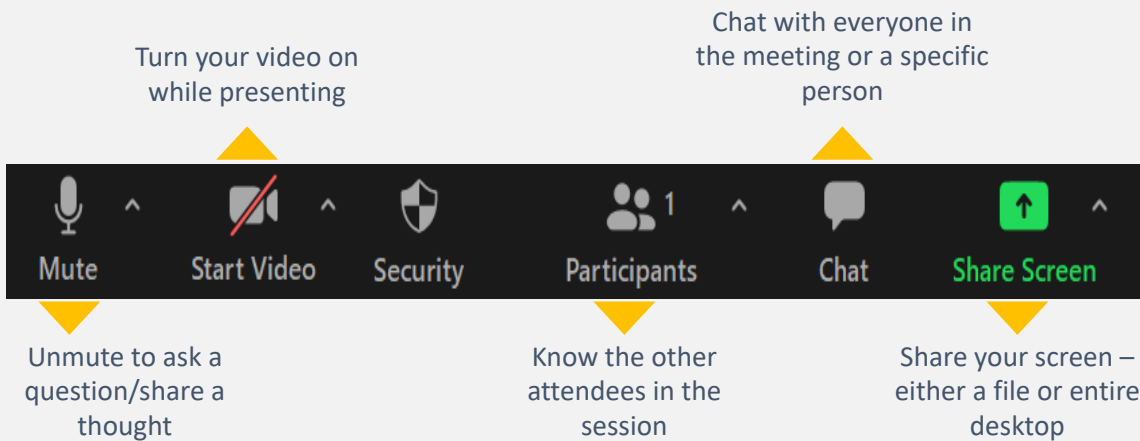 Turn your video on
while presenting
Chat with everyone in
the meeting or a specific
person
1
Mute
Start Video
Security
Participants
Chat
Share Screen
Unmute to ask a
question/share a
thought
Know the other
attendees in the
session
Share your screen –
either a file or entire
desktop